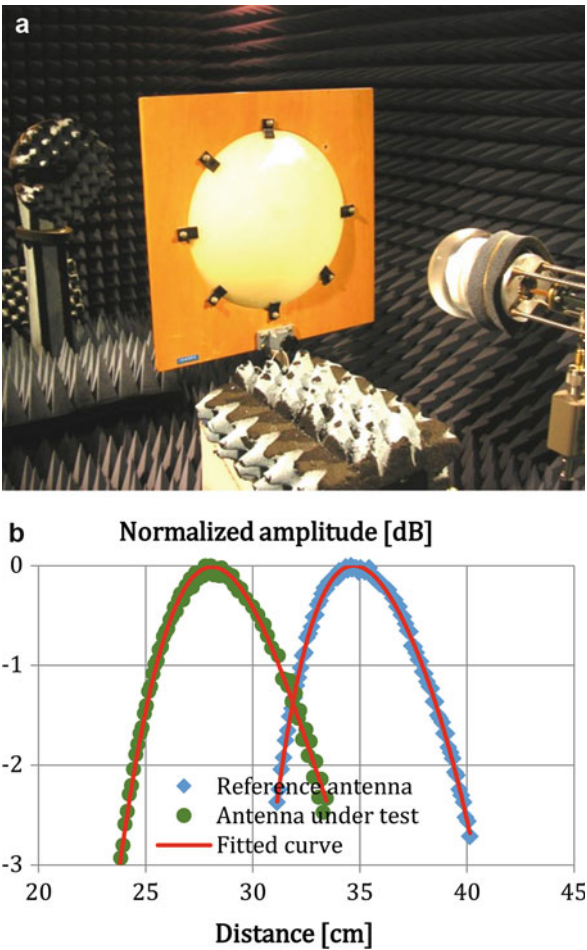 a
b
Normalized amplitude [dB]
0
-1
-2
-3
Reference antenna
Antenna under test
Fitted curve
20
25
30
35
40
45
Distance [cm]